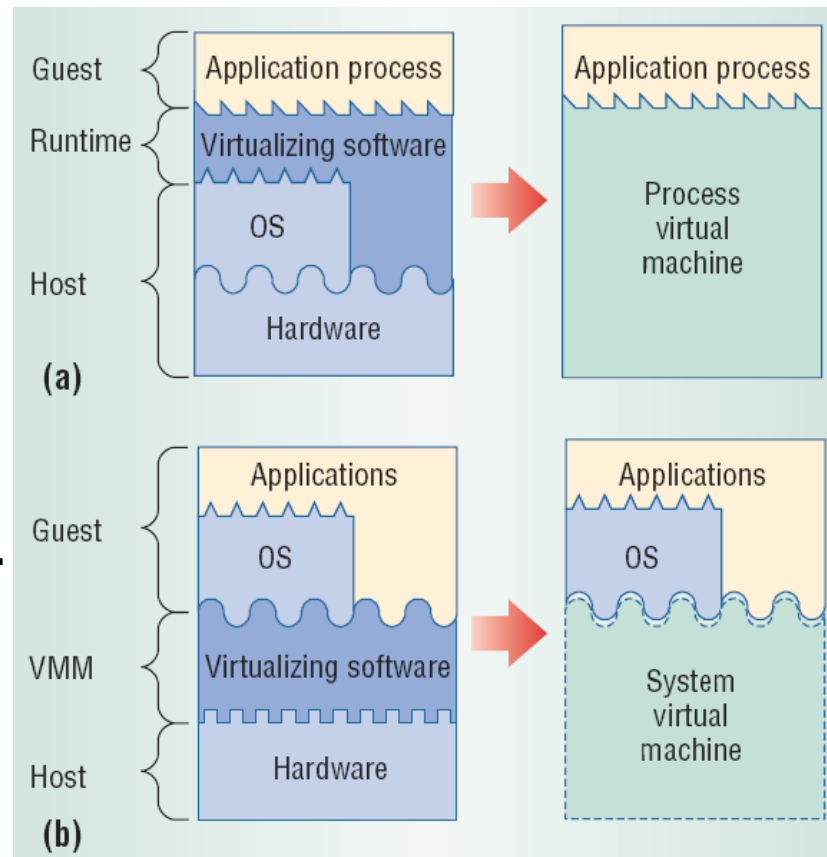 Guest
Application process
Runtime
Virtualizing software
OS
Host
Hardware
(a)
Application process
Process
virtual
machine
Guest
Applications
OS
VMM
Virtualizing software
Host
Hardware
(b)
Applications
OS
System
virtual
machine